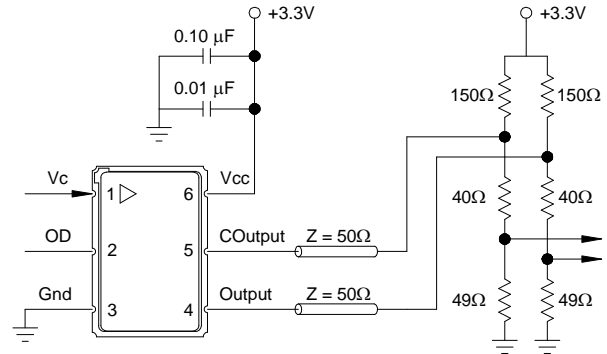 +3.3V
+3.3V
0.10 μF
0.01 μF
150Ω
150Ω
Vc
1
6
Vcc
40Ω
40Ω
OD
2
5
COutput
Z = 50Ω
Gnd
3
4
Output
Z = 50Ω
49Ω
49Ω